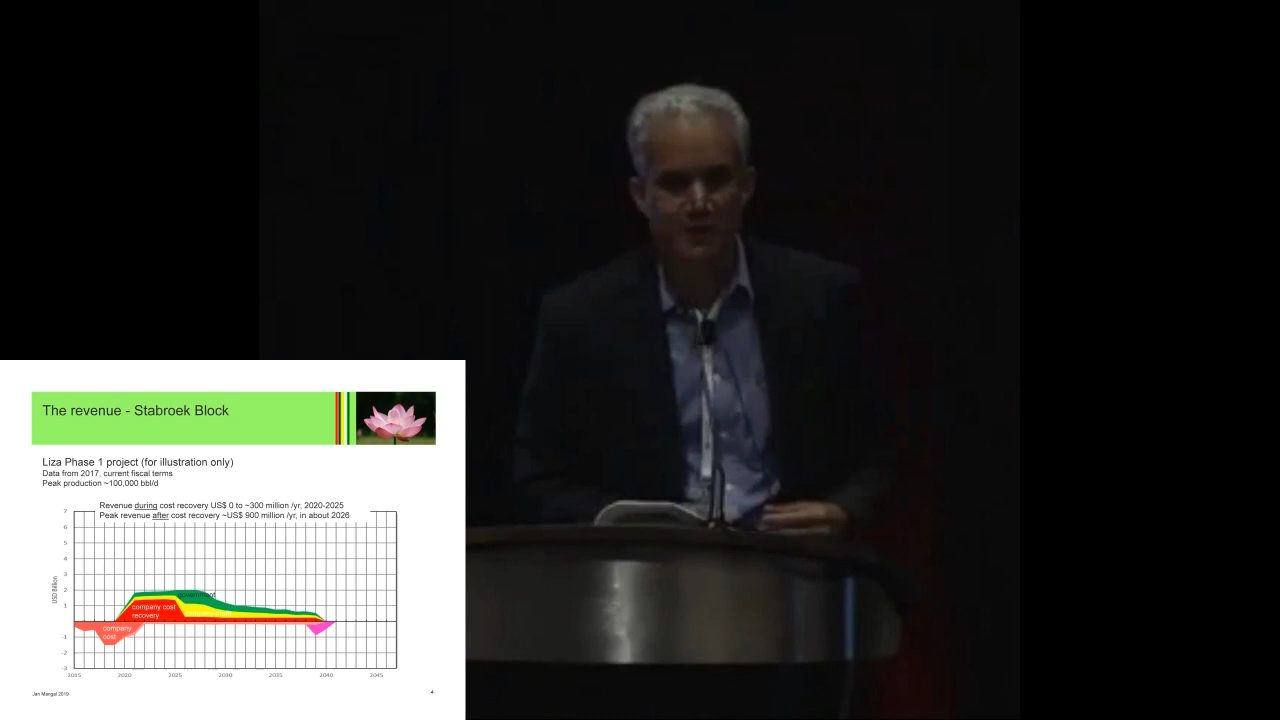 The revenue - Stabroek Block
Liza Phase 1 project (for illustration only)
Data from 2017, current fiscal terms
Peak production ~100,000 bbl/d
Revenue during cost recovery US$ 0 to ~300 million /yr, 2020-2025
Peak revenue after cost recovery ~US$ 900 million /yr, in about 2026
7
6
5
4
3
2
1
-1
-2
-3
USD Billion
government
company cost
recovery
company
cost
2015
2020
2025
2030
2035
2040
2045
Jan Mangal 2019
4